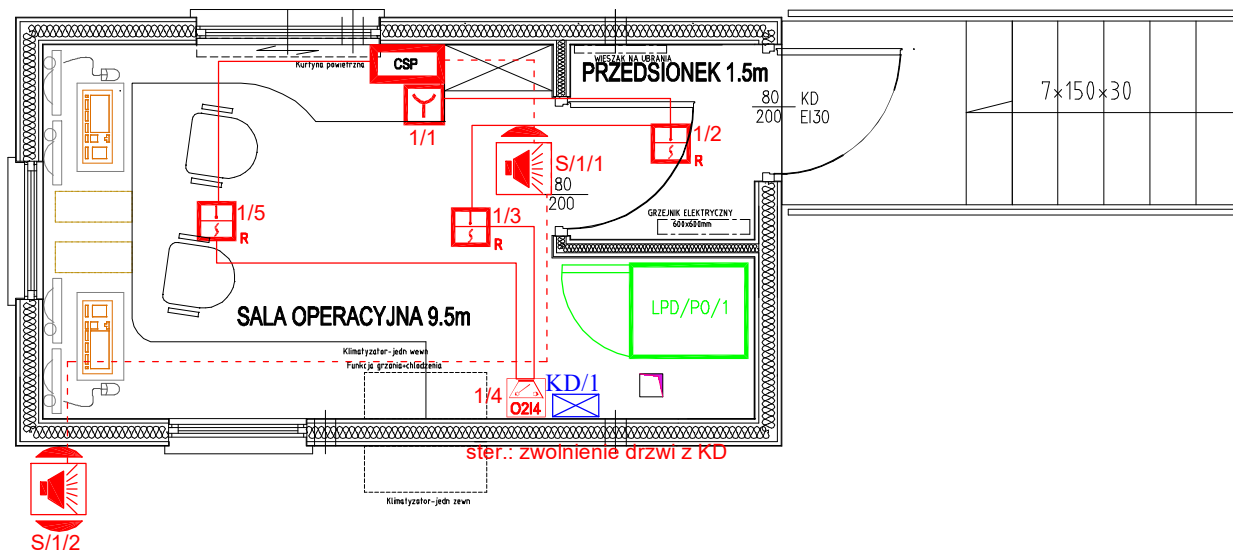 Kurtyna powietrzna
CSP
WIESZAK NA UBRANIA
PRZEDSIONEK 1.5m
80
200
KD
EI30
7×150×30
1/1
1/2
R
S/1/1
80
200
1/5
R
1/3
R
GRZEJNIK ELEKTRYCZNY
600x600mm
SALA OPERACYJNA 9.5m
LPD/PO/1
Klimatyzator-jedn wewn
Funkcja grzania+chlodzenia
1/4
O2I4
KD/1
ster.: zwolnienie drzwi z KD
Klimatyzator-jedn zewn
S/1/2